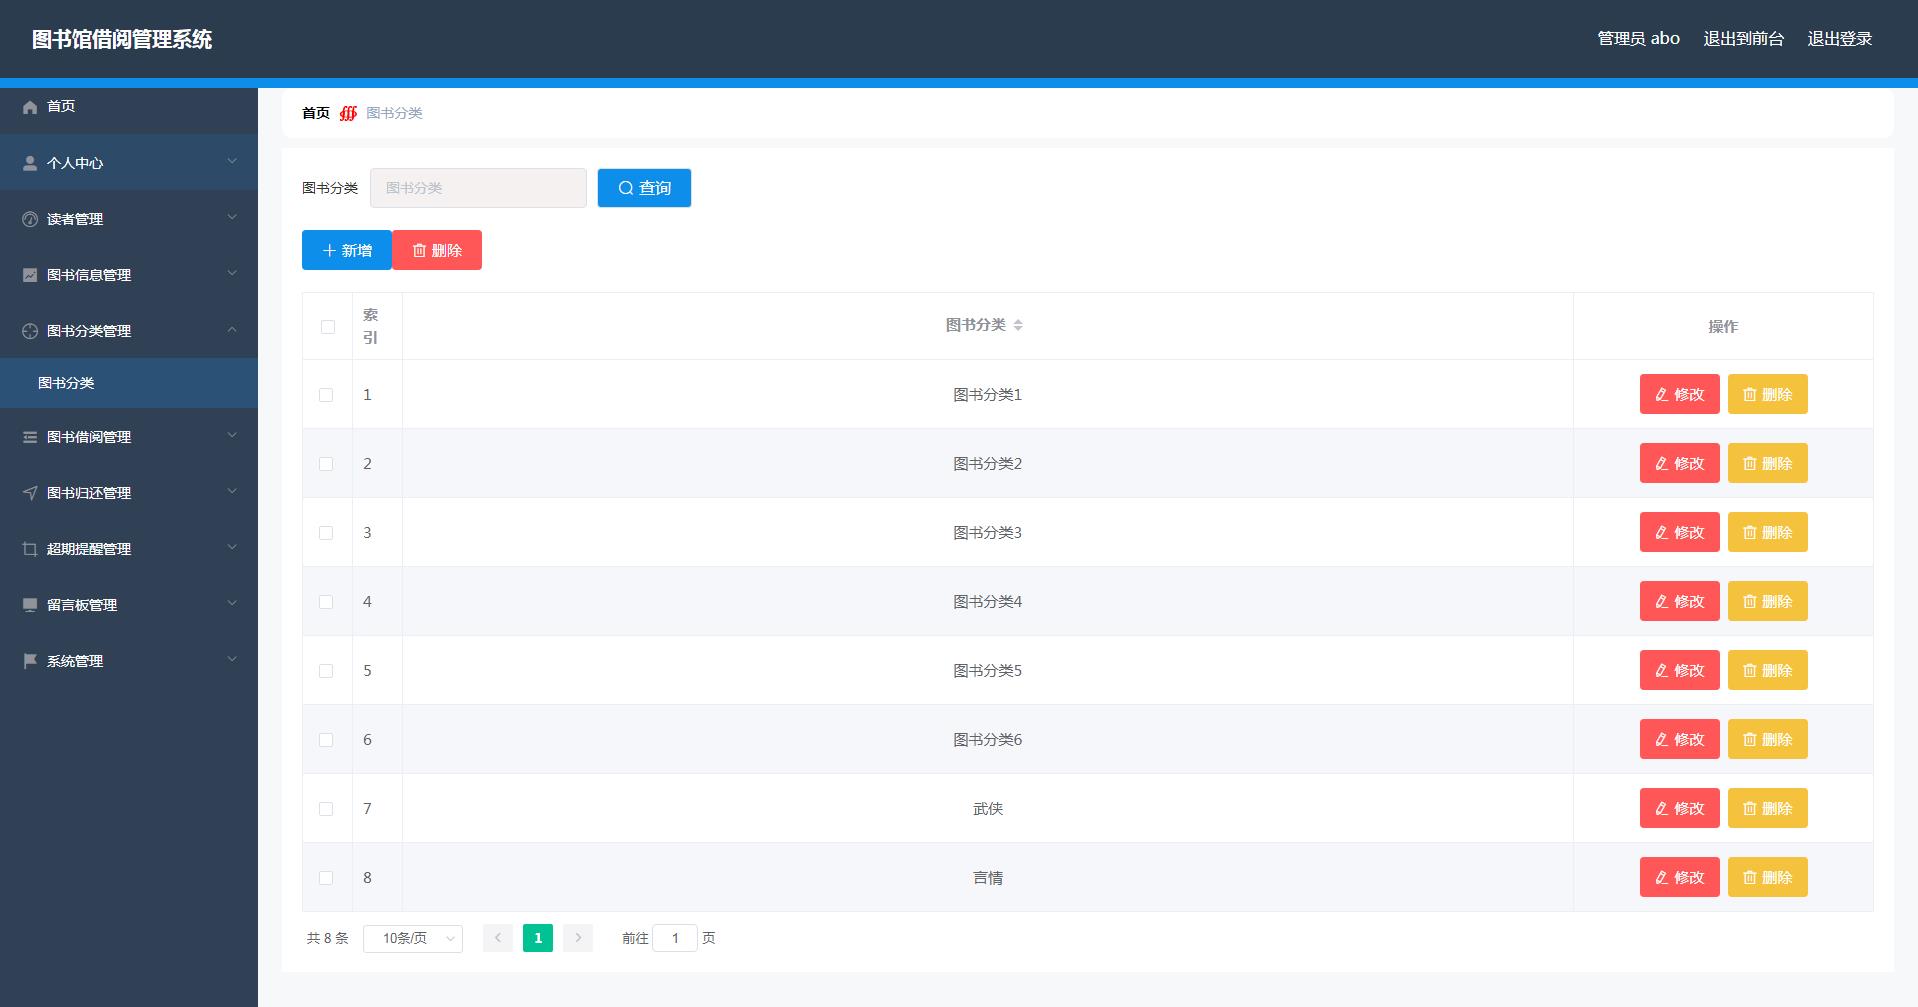 图书馆借阅管理系统
管理员 abo 退出到前台 退出登录
首页
个人中心
读者管理
图书信息管理
图书分类管理
图书分类
图书借阅管理
图书归还管理
超期提醒管理
留言板管理
系统管理
首页 图书分类
图书分类 图书分类 查询
新增 删除
索引 图书分类 操作
1 图书分类1 修改 删除
2 图书分类2 修改 删除
3 图书分类3 修改 删除
4 图书分类4 修改 删除
5 图书分类5 修改 删除
6 图书分类6 修改 删除
7 武侠 修改 删除
8 言情 修改 删除
共 8 条 10条/页 1 前往 1 页